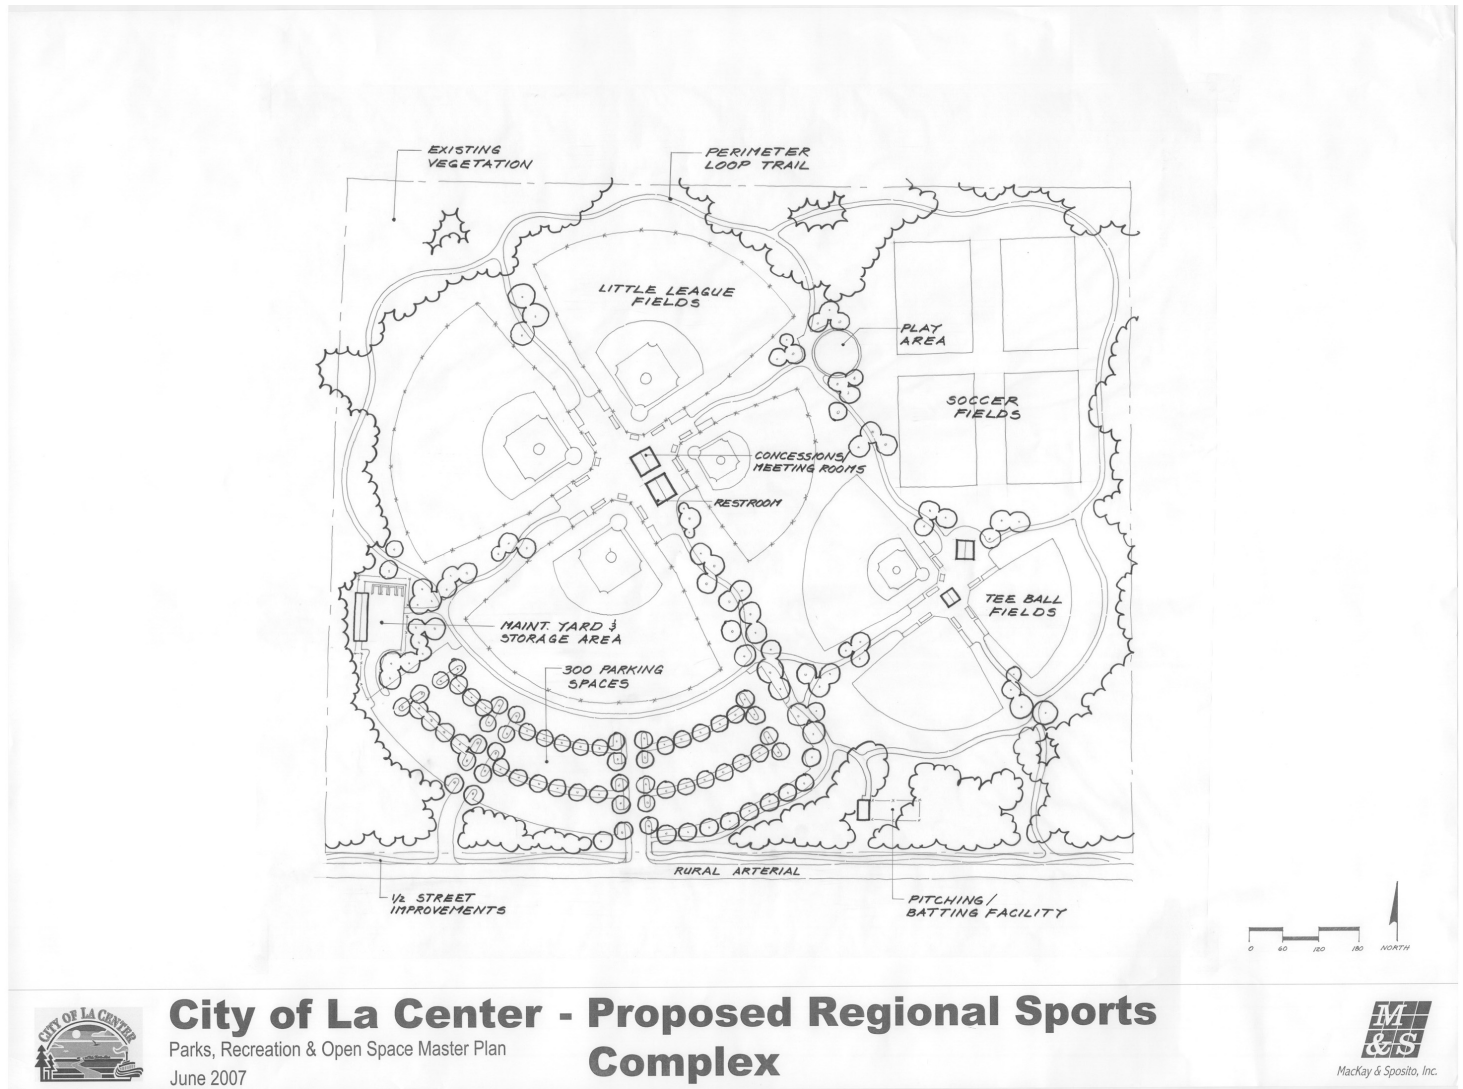 EXISTING
VEGETATION
PERIMETER
LOOP TRAIL
LITTLE LEAGUE
FIELDS
PLAY
AREA
SOCCER
FIELDS
CONCESSIONS/
MEETING ROOMS
RESTROOM
TEE BALL
FIELDS
MAINT. YARD &
STORAGE AREA
300 PARKING
SPACES
RURAL ARTERIAL
1/2 STREET
IMPROVEMENTS
PITCHING/
BATTING FACILITY
0 60 120 180
NORTH
CITY OF LA CENTER
City of La Center - Proposed Regional Sports
Complex
Parks, Recreation & Open Space Master Plan
June 2007
M
&S
MacKay & Sposito, Inc.